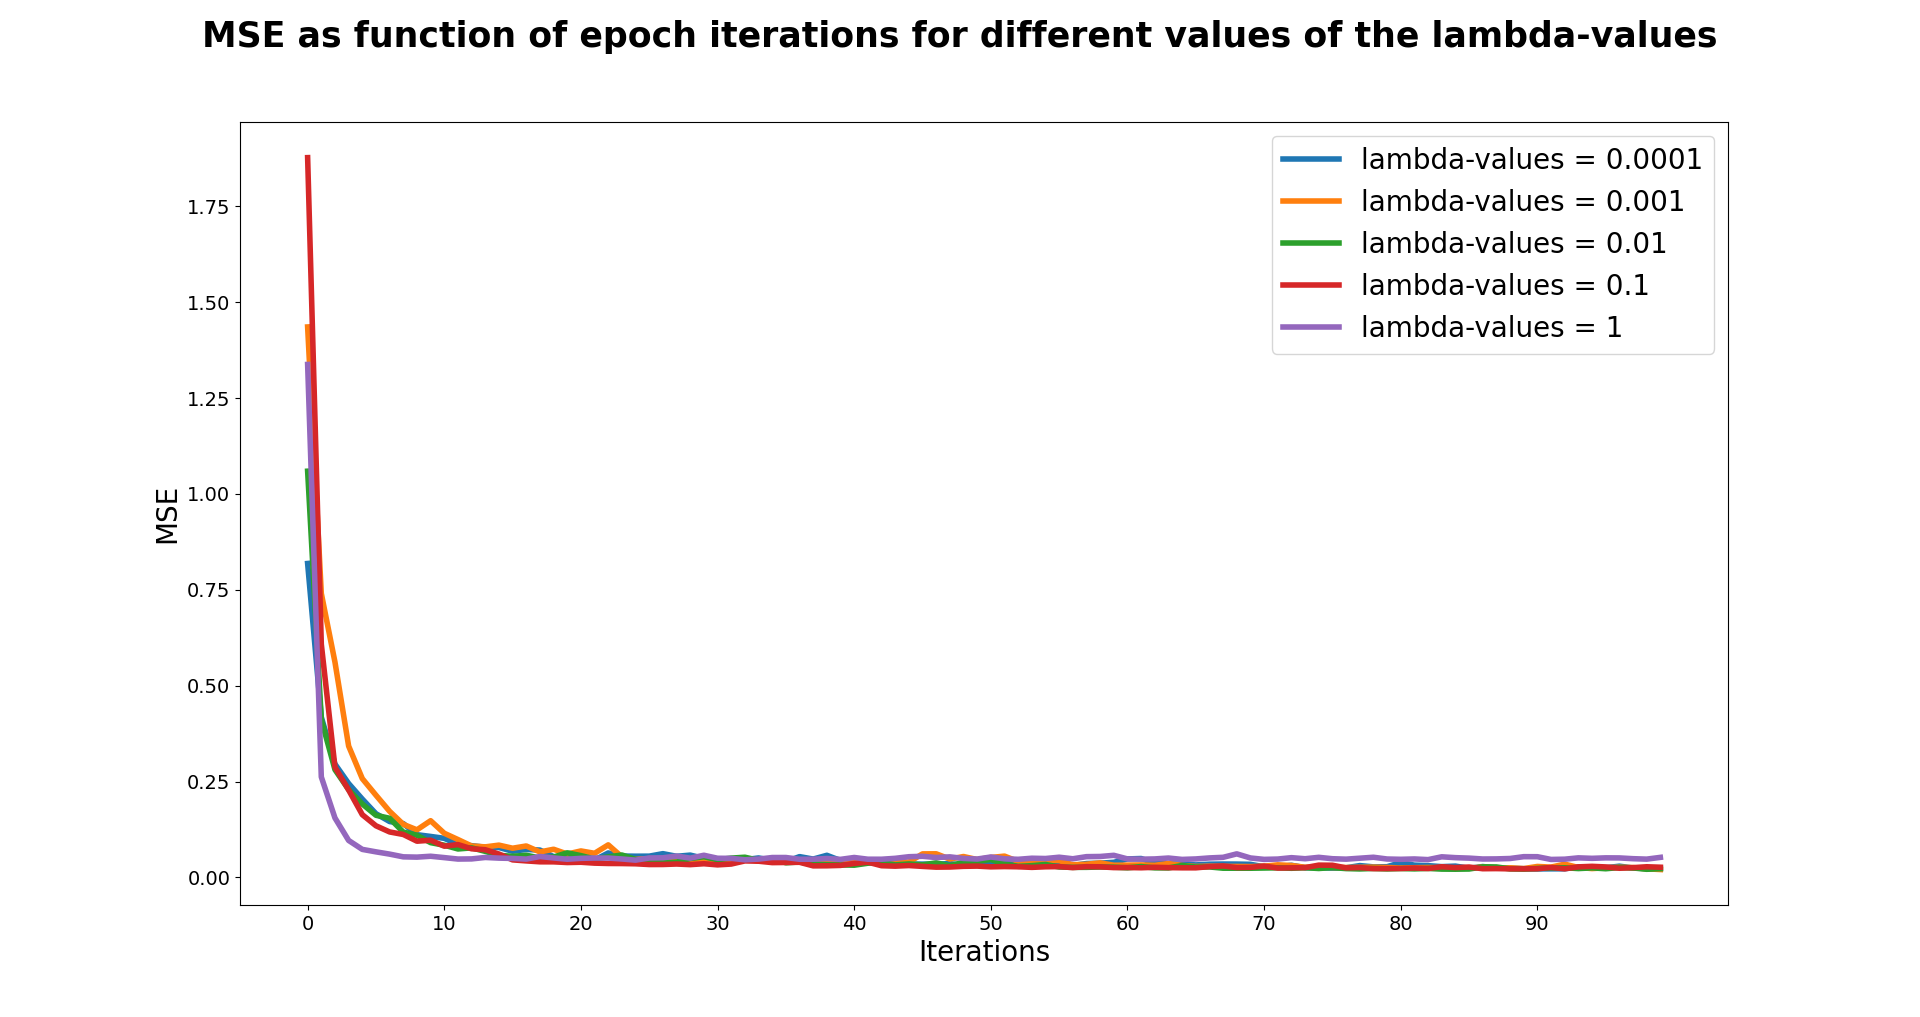 MSE as function of epoch iterations for different values of the lambda-values
lambda-values = 0.0001
lambda-values = 0.001
lambda-values = 0.01
lambda-values = 0.1
lambda-values = 1
MSE
1.75
1.50
1.25
1.00
0.75
0.50
0.25
0.00
0 10 20 30 40 50 60 70 80 90
Iterations